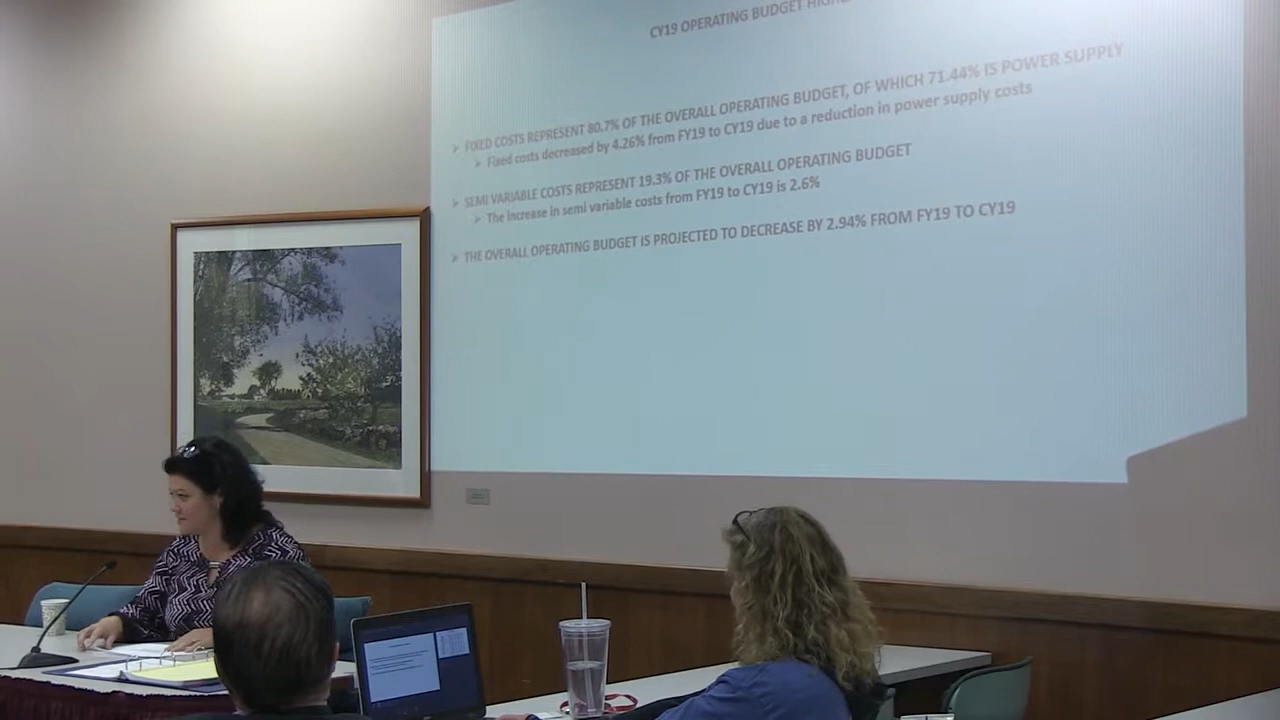 CY19 OPERATING BUDGET
FIXED COSTS REPRESENT 80.7% OF THE OVERALL OPERATING BUDGET, OF WHICH 71.44% IS POWER SUPPLY
Fixed costs decreased by 4.26% from FY19 to CY19 due to a reduction in power supply costs
SEMI VARIABLE COSTS REPRESENT 19.3% OF THE OVERALL OPERATING BUDGET
The increase in semi variable costs from FY19 to CY19 is 2.6%
THE OVERALL OPERATING BUDGET IS PROJECTED TO DECREASE BY 2.94% FROM FY19 TO CY19